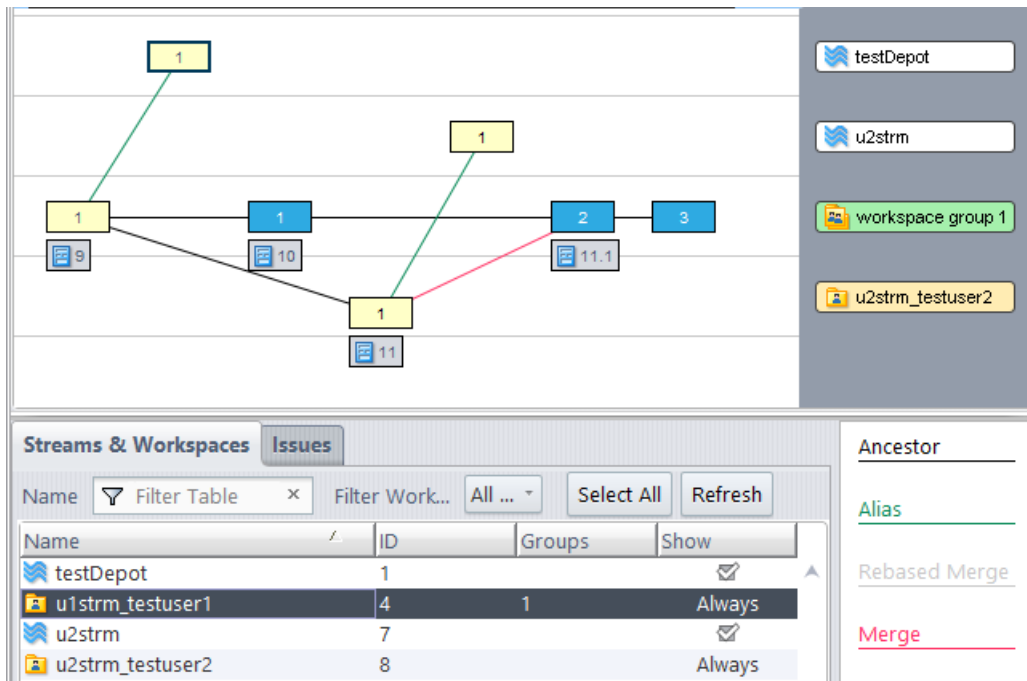 1
testDepot
1
u2strm
1
1
2
3
workspace group 1
9
10
11.1
1
u2strm_testuser2
11
Streams & Workspaces
Issues
Ancestor
Name
Filter Table
×
Filter Work...
All ...
Select All
Refresh
Alias
Name
ID
Groups
Show
testDepot
1
Rebased Merge
u1strm_testuser1
4
1
Always
u2strm
7
Merge
u2strm_testuser2
8
Always